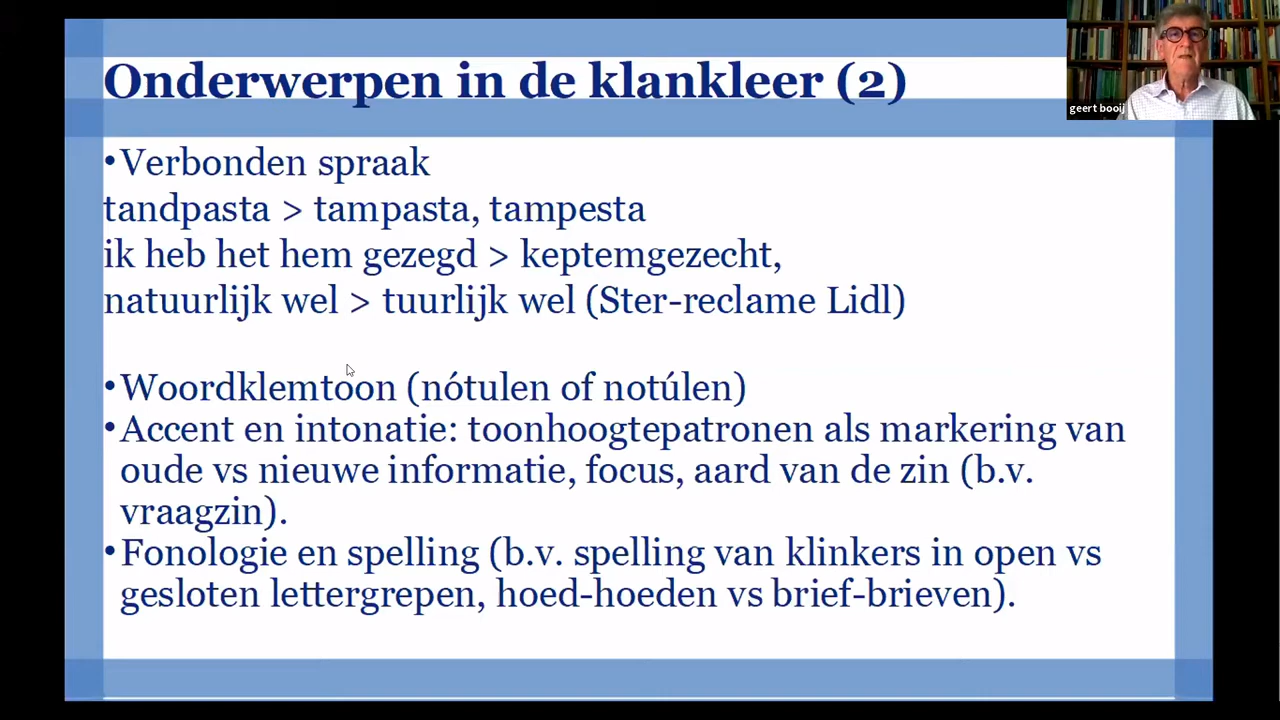 Onderwerpen in de klankleer (2)
geert booij
•Verbonden spraak
tandpasta > tampasta, tampesta
ik heb het hem gezegd > keptemgezecht,
natuurlijk wel > tuurlijk wel (Ster-reclame Lidl)
•Woordklemtoon (nótulen of notúlen)
•Accent en intonatie: toonhoogtepatronen als markering van
oude vs nieuwe informatie, focus, aard van de zin (b.v.
vraagzin).
•Fonologie en spelling (b.v. spelling van klinkers in open vs
gesloten lettergrepen, hoed-hoeden vs brief-brieven).